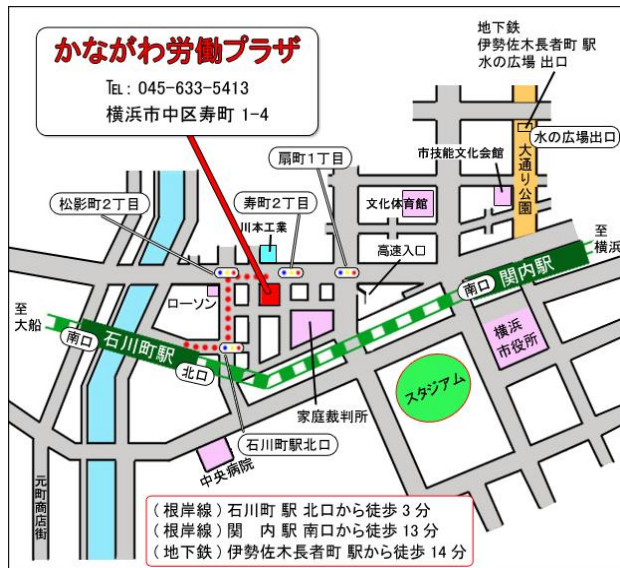 かながわ労働プラザ
TEL : 045-633-5413
横浜市中区寿町 1-4
地下鉄
伊勢佐木長者町 駅
水の広場 出口
水の広場出口
大通り公園
市技能文化会館
扇町1丁目
松影町2丁目
寿町2丁目
文化体育館
川本工業
高速入口
至
横浜
関内駅
南口
ローソン
至
大船
南口
石川町駅
北口
横浜
市役所
スタジアム
家庭裁判所
石川町駅北口
中央病院
元町商店街
( 根岸線 ) 石川町 駅 北口から徒歩 3 分
( 根岸線 ) 関 内 駅 南口から徒歩 13 分
( 地下鉄 ) 伊勢佐木長者町 駅から徒歩 14 分